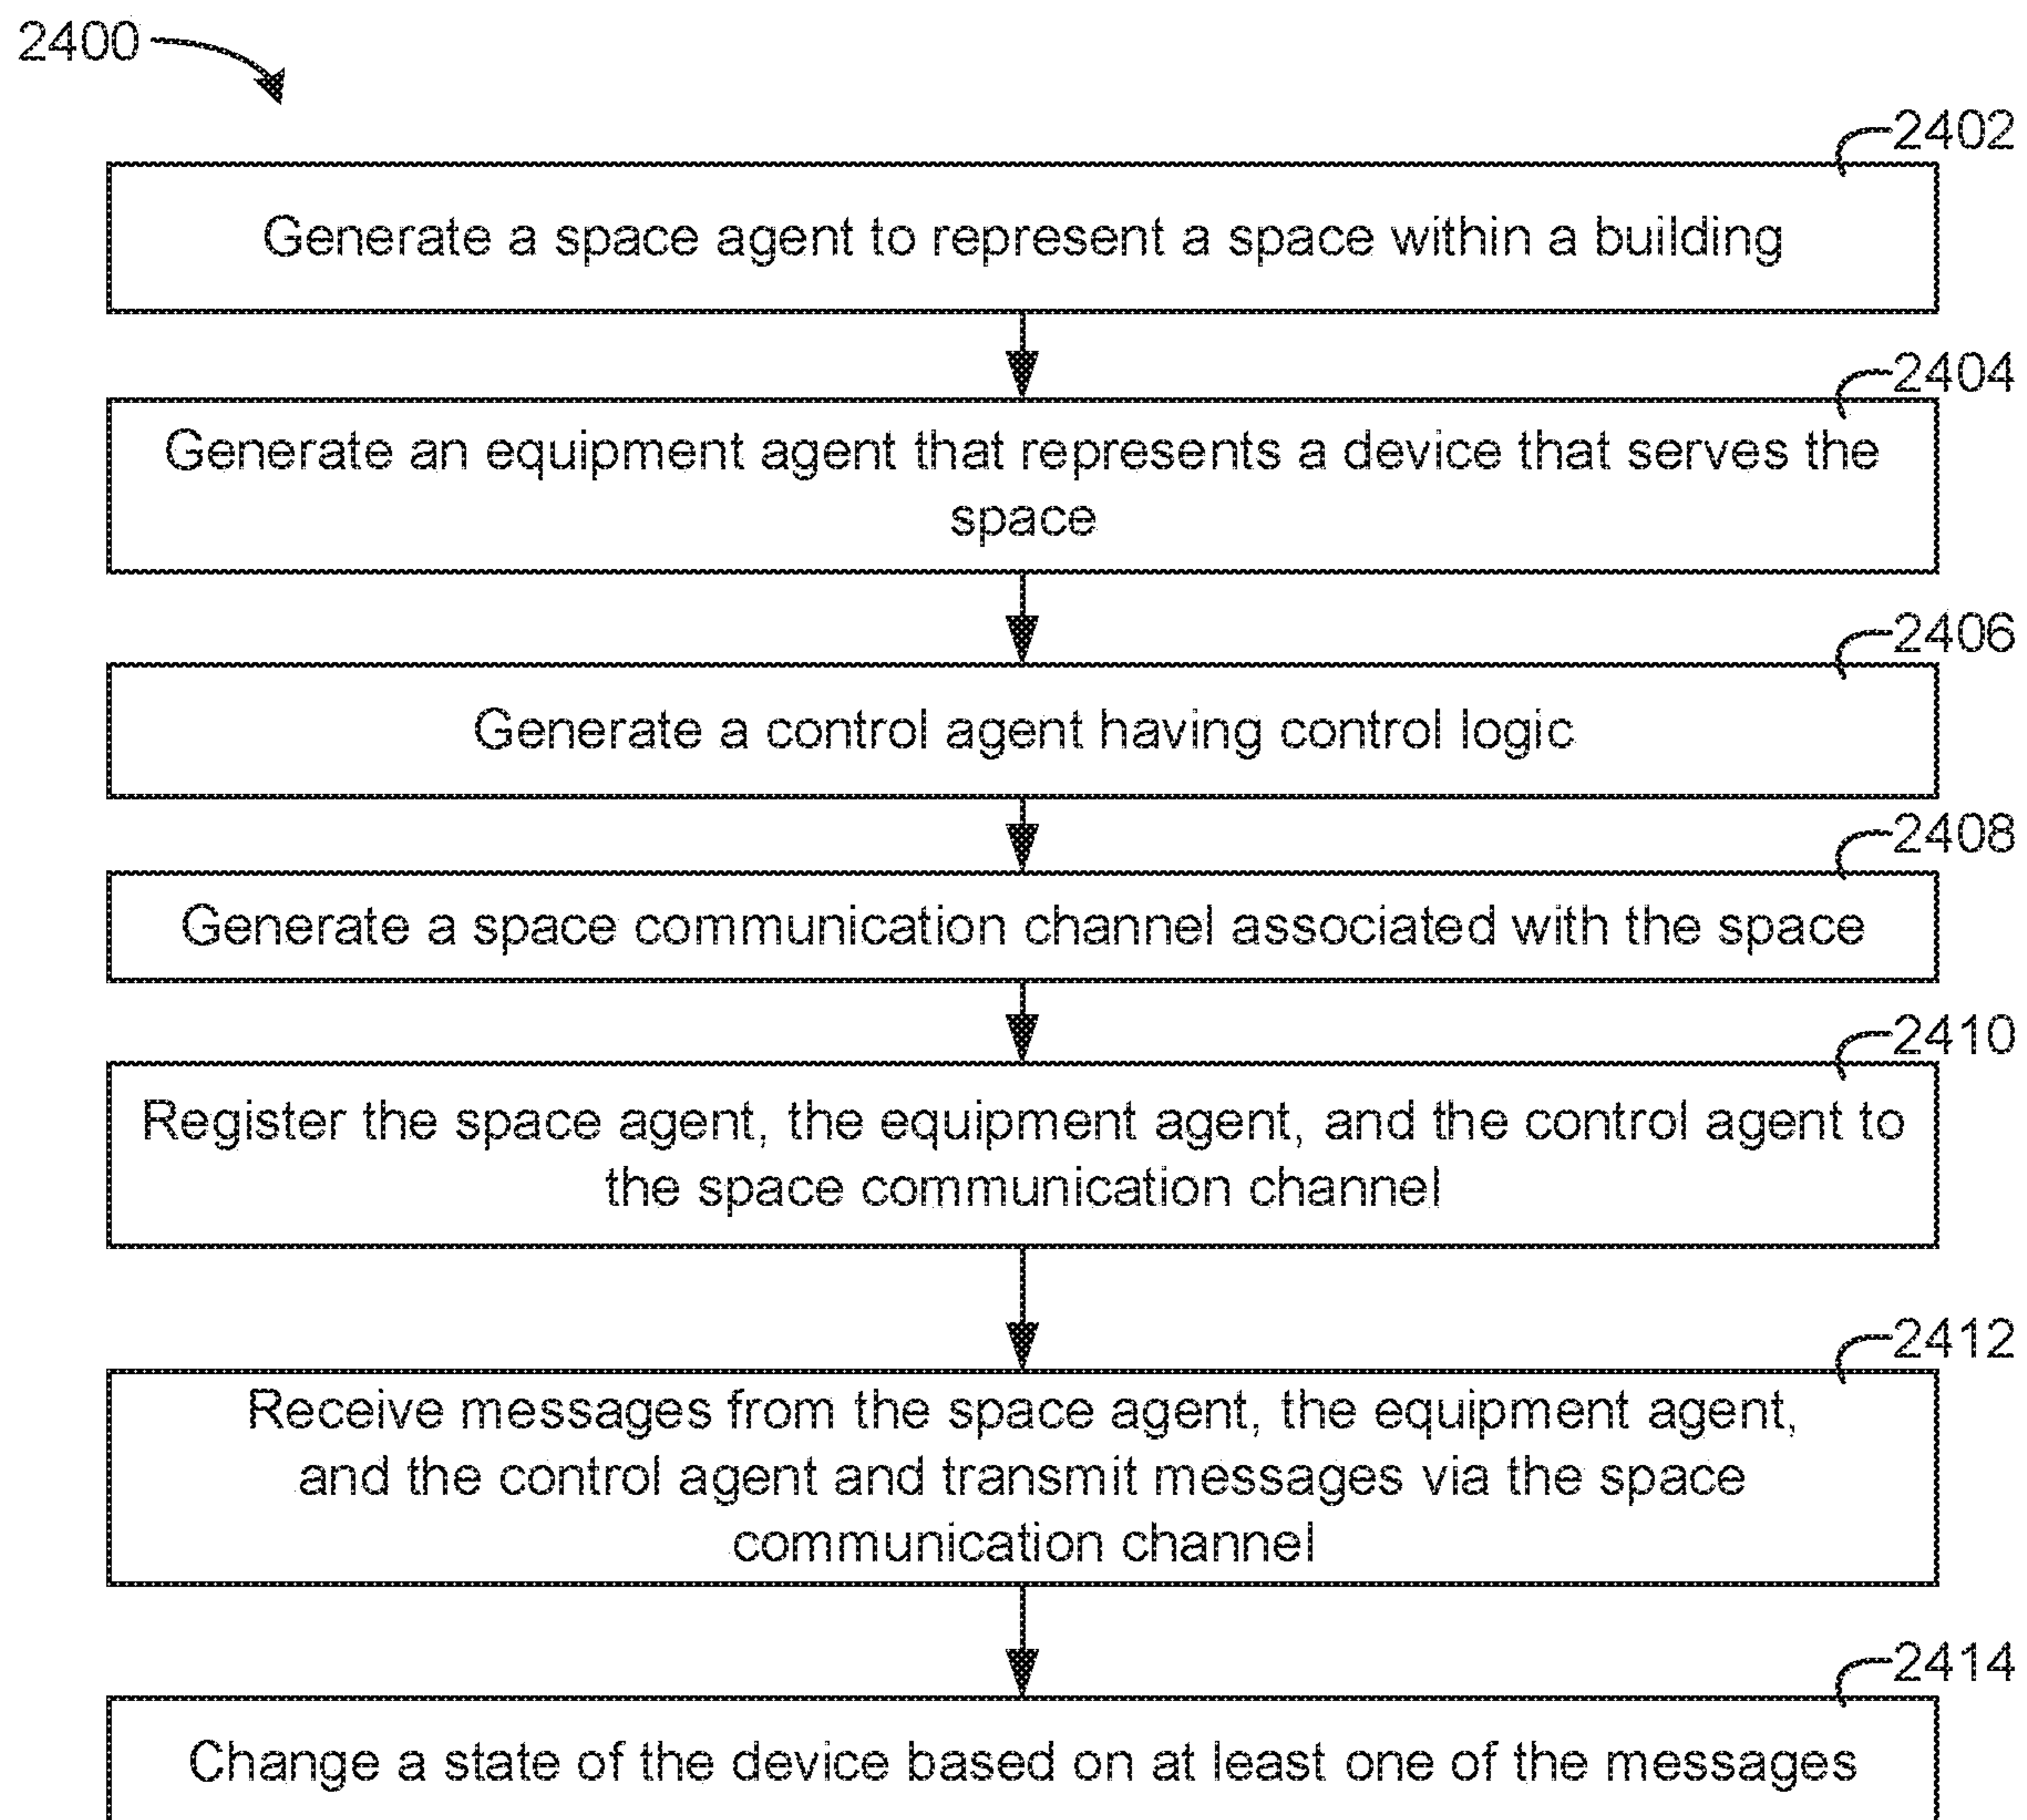 2400
2402
Generate a space agent to represent a space within a building
2404
Generate an equipment agent that represents a device that serves the
space
2406
Generate a control agent having control logic
2408
Generate a space communication channel associated with the space
2410
Register the space agent, the equipment agent, and the control agent to
the space communication channel
2412
Receive messages from the space agent, the equipment agent,
and the control agent and transmit messages via the space
communication channel
2414
Change a state of the device based on at least one of the messages